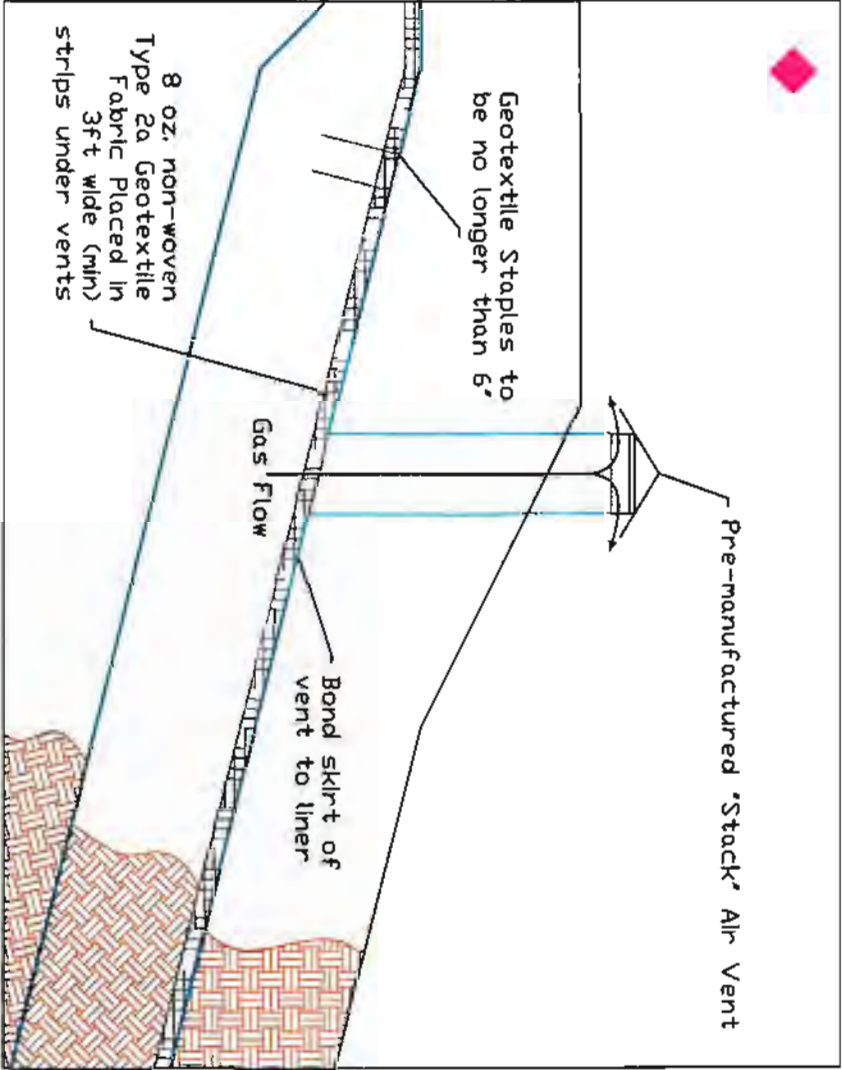 Pre-manufactured "Stack" Air Vent
Geotextile Staples to
be no longer than 6"
Bond skirt of
vent to liner
Gas Flow
8 oz. non-woven
Type 2a Geotextile
Fabric Placed in
3ft wide (min)
strips under vents